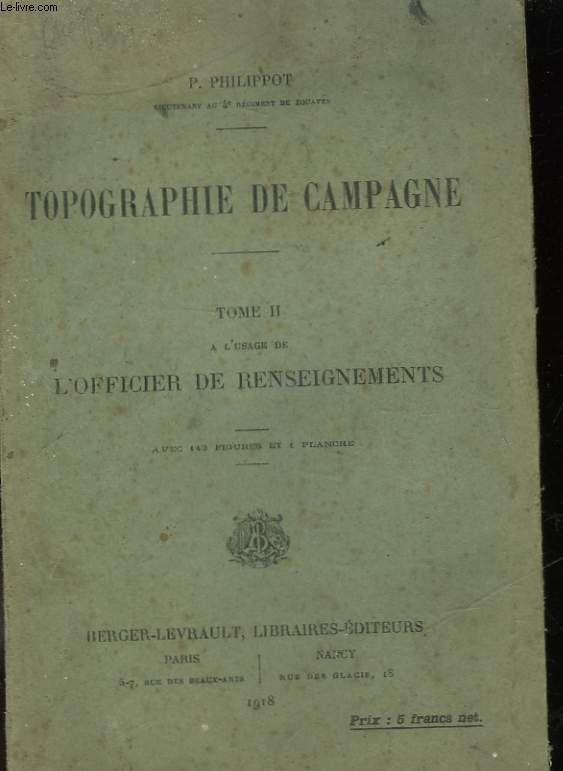 Le-livre.com
P. PHILIPPOT
LIEUTENANT AU 4e RÉGIMENT DE ZOUAVES
TOPOGRAPHIE DE CAMPAGNE
TOME II
A L'USAGE DE
L'OFFICIER DE RENSEIGNEMENTS
AVEC FIGURES ET 1 PLANCHE
BERGER-LEVRAULT, LIBRAIRES-ÉDITEURS
PARIS
5-7, RUE DES BEAUX-ARTS
NANCY
RUE DES GLACIS, 18
1918
Prix : 5 francs net.